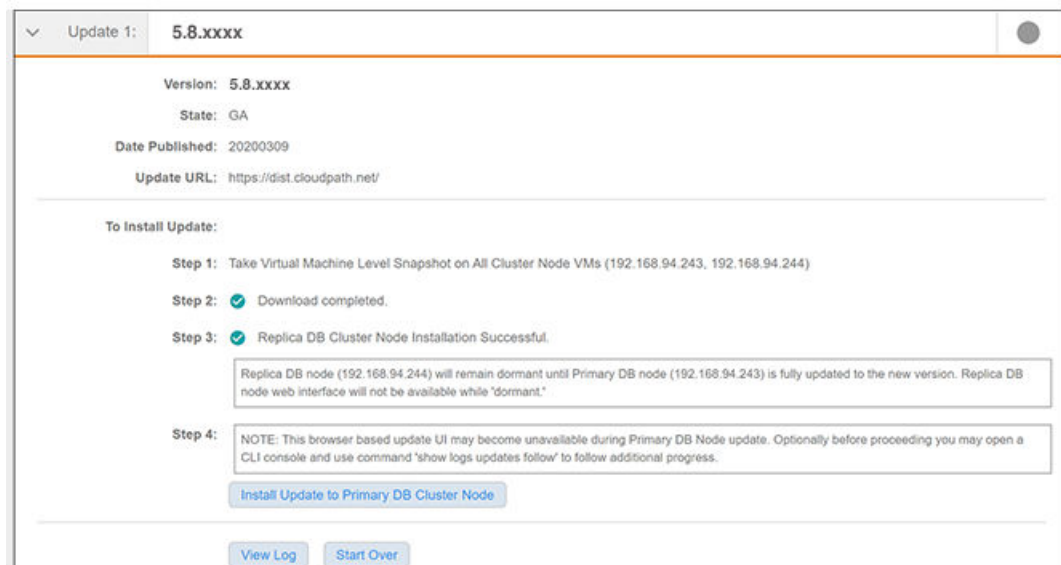 Update 1: 5.8.xxxx
Version: 5.8.xxxx
State: GA
Date Published: 20200309
Update URL: https://dist.cloudpath.net/
To Install Update:
Step 1: Take Virtual Machine Level Snapshot on All Cluster Node VMs (192.168.94.243, 192.168.94.244)
Step 2: Download completed.
Step 3: Replica DB Cluster Node Installation Successful.
Replica DB node (192.168.94.244) will remain dormant until Primary DB node (192.168.94.243) is fully updated to the new version. Replica DB
node web interface will not be available while "dormant."
Step 4: NOTE: This browser based update UI may become unavailable during Primary DB Node update. Optionally before proceeding you may open a
CLI console and use command 'show logs updates follow' to follow additional progress.
Install Update to Primary DB Cluster Node
View Log Start Over